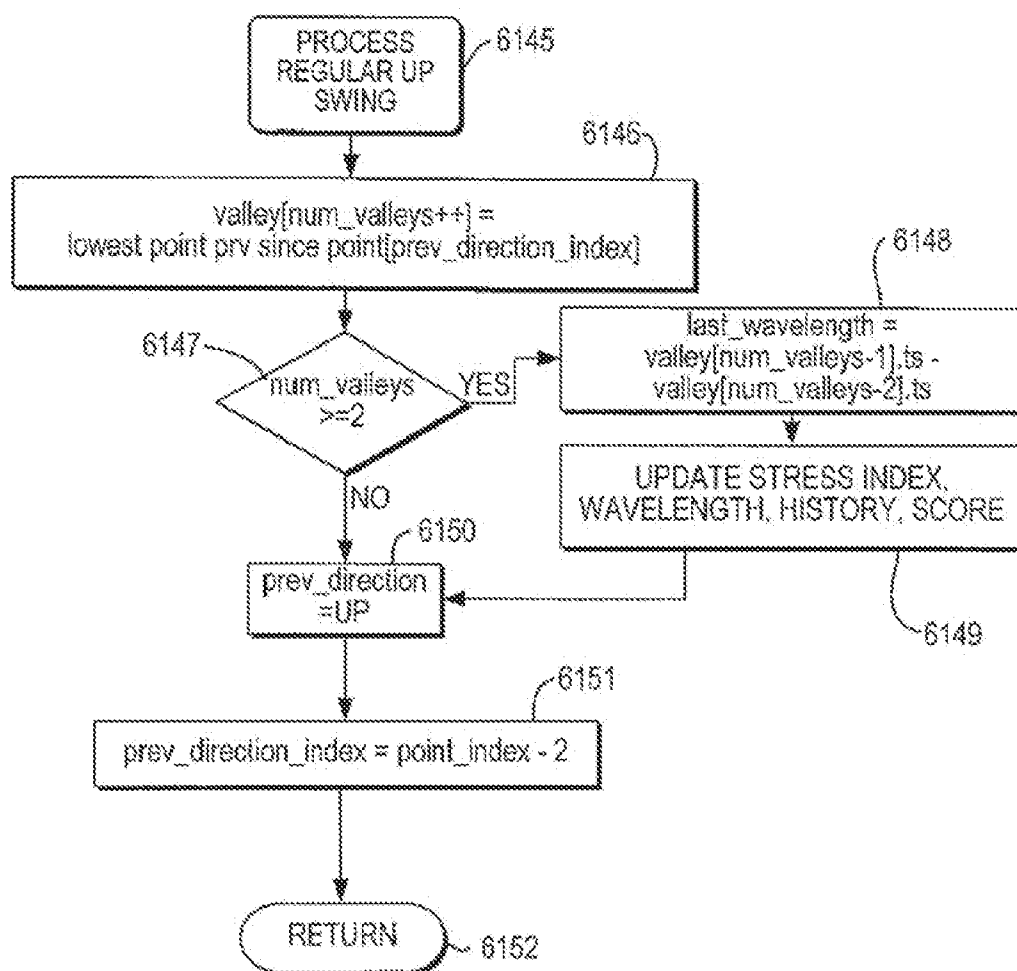 PROCESS
REGULAR UP
SWING
6145
6146
valley[num_valleys++] =
lowest point prv since point[prev_direction_index]
6147
num_valleys
>=2
YES
6148
last_wavelength =
valley[num_valleys-1].ts -
valley[num_valleys-2].ts
UPDATE STRESS INDEX,
WAVELENGTH, HISTORY, SCORE
6149
NO
6150
prev_direction
=UP
6151
prev_direction_index = point_index - 2
RETURN
6152